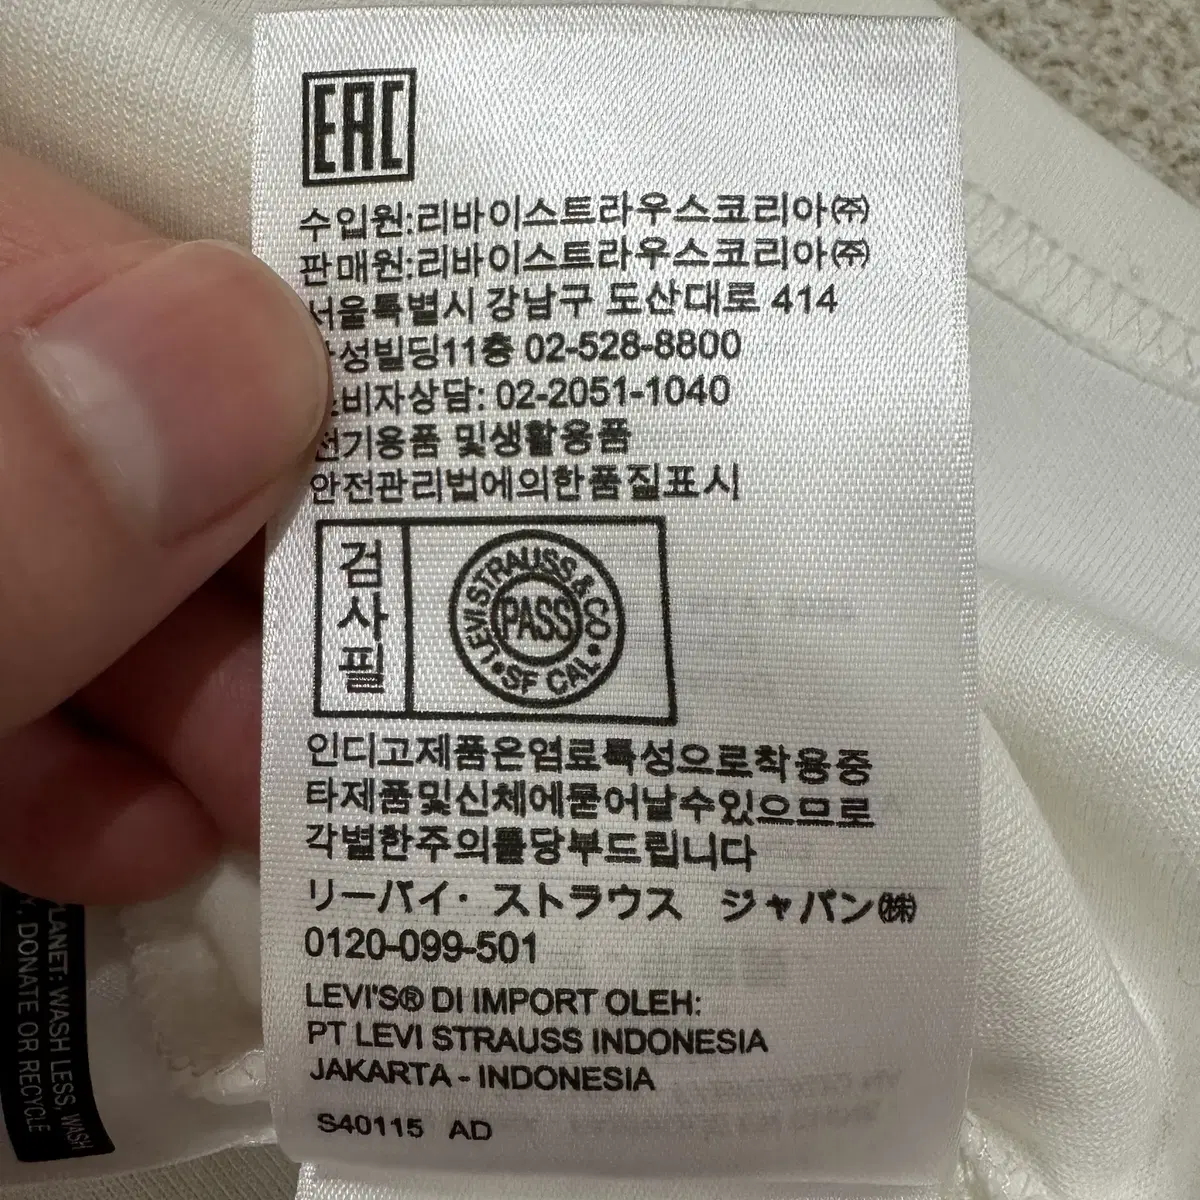 EAC
수입원:리바이스트라우스코리아㈜
판매원:리바이스트라우스코리아㈜
서울특별시 강남구 도산대로 414
성빌딩11층 02-528-8800
소비자상담: 02-2051-1040
전기용품 및생활용품
안전관리법에의한품질표시
검사필
LEVI STRAUSS & CO
PASS
SF CAL
인디고제품은염료특성으로착용중
타제품및신체에묻어날수있으므로
각별한주의를당부드립니다
リーバイ・ストラウス ジャパン㈱
0120-099-501
LEVI'S® DI IMPORT OLEH:
PT LEVI STRAUSS INDONESIA
JAKARTA - INDONESIA
S40115 AD
LANET: WASH LESS, WASH
, DONATE OR RECYCLE